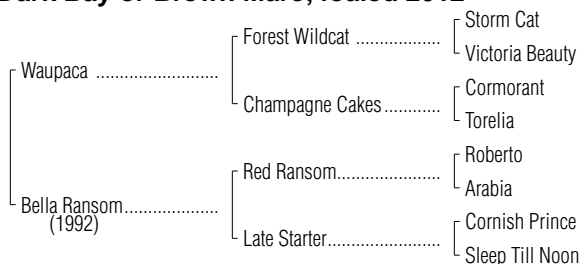 Dark Bay or Brown Mare; foaled 2012
Storm Cat
Forest Wildcat ...................
Victoria Beauty
Waupaca ...........................
Cormorant
Champagne Cakes............
Torelia
Roberto
Red Ransom.......................
Arabia
Bella Ransom.....................
(1992)
Cornish Prince
Late Starter.........................
Sleep Till Noon